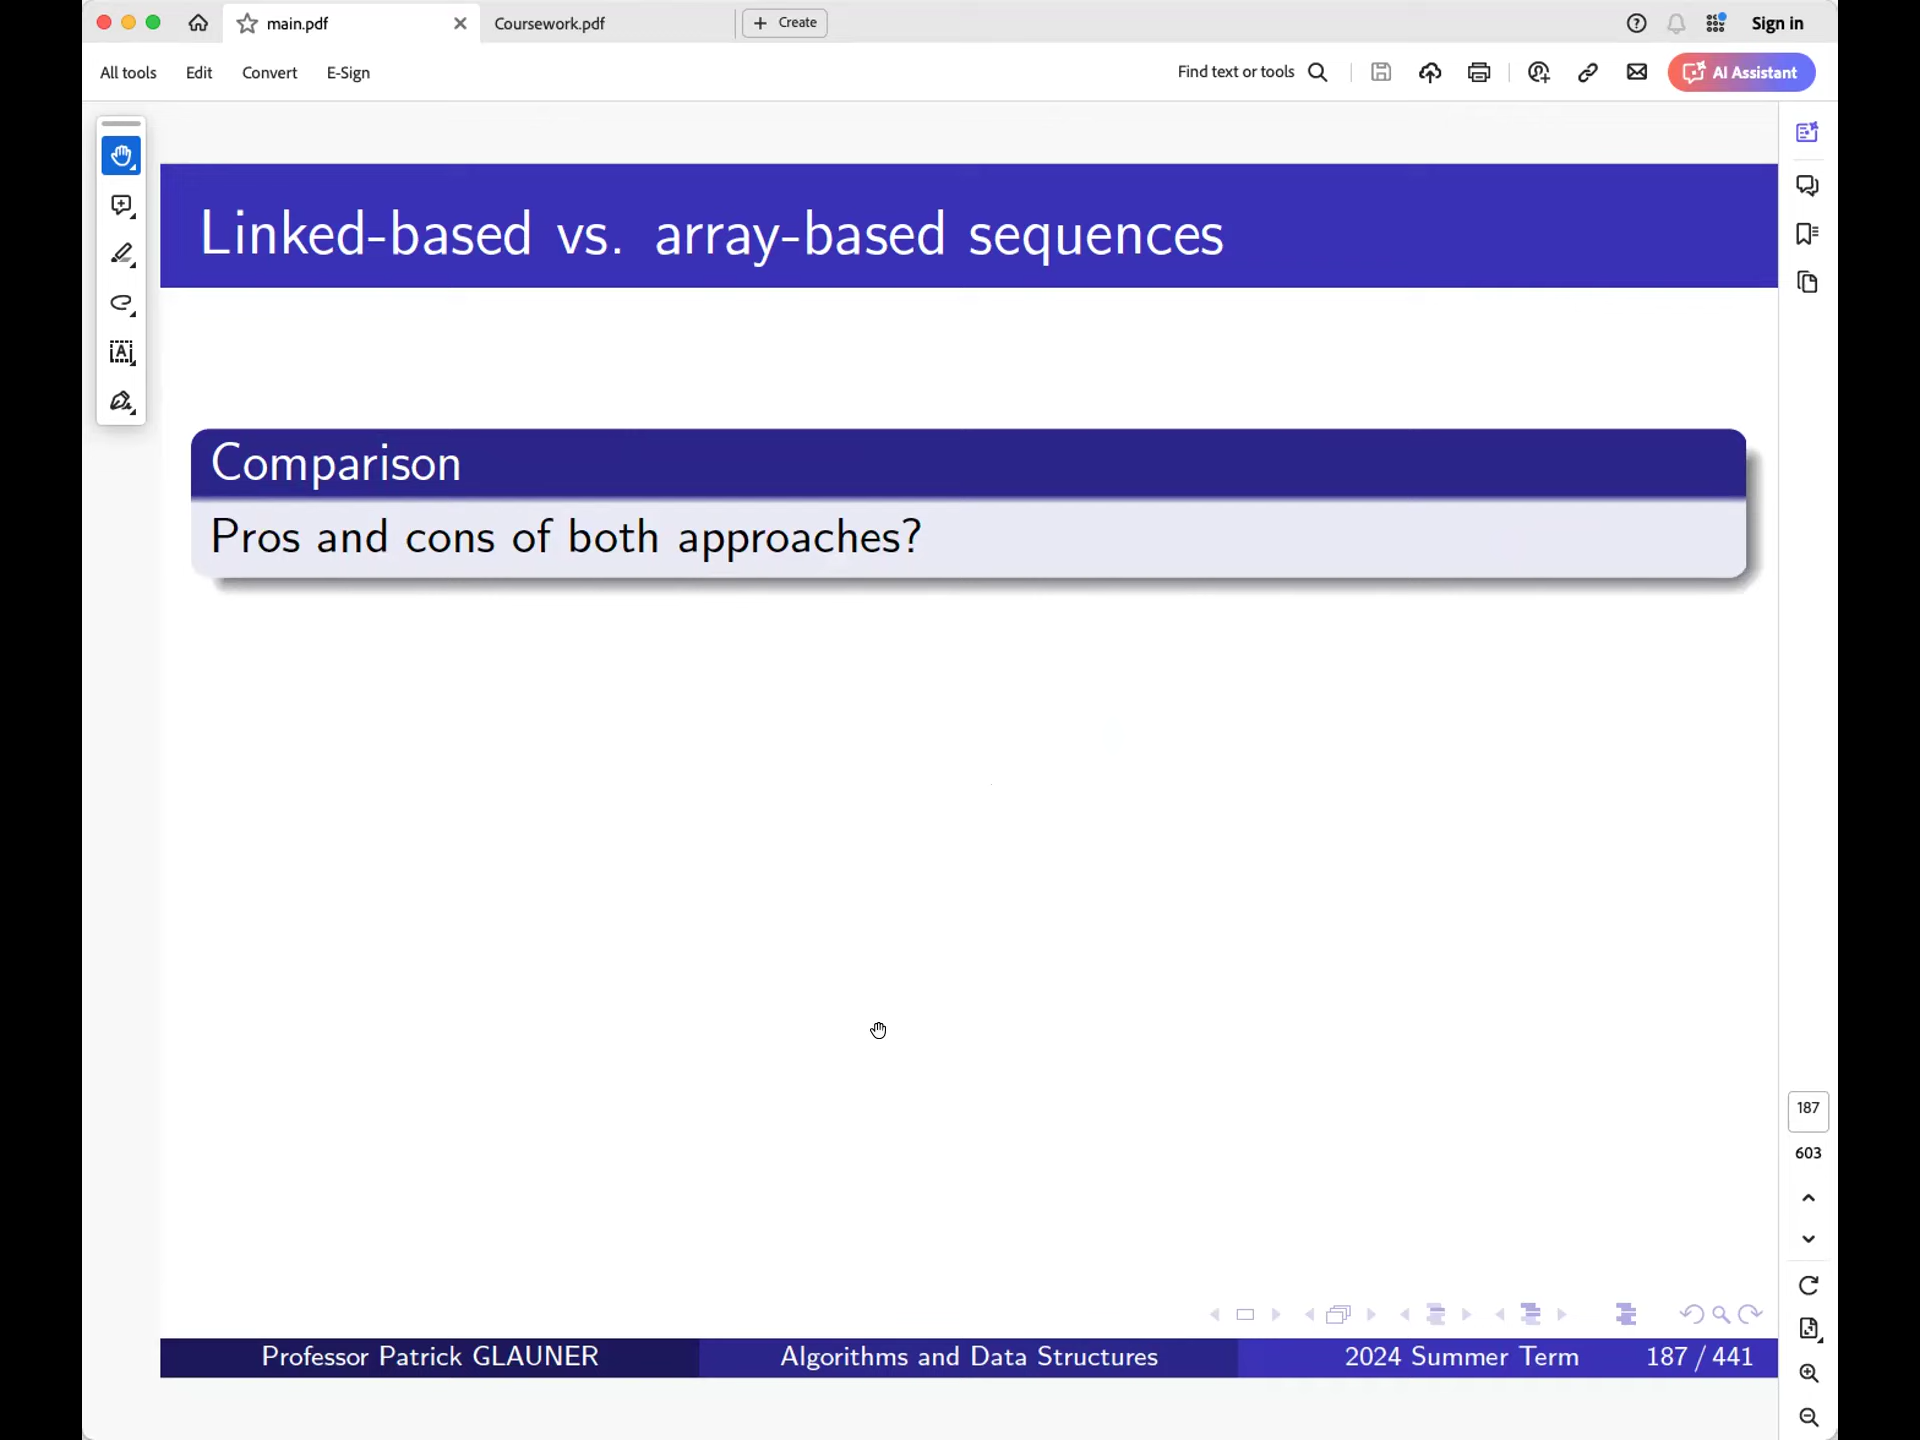 main.pdf
Coursework.pdf
Create
Sign in
All tools
Edit
Convert
E-Sign
Find text or tools
AI Assistant
Linked-based vs. array-based sequences
Comparison
Pros and cons of both approaches?
187
603
Professor Patrick GLAUNER
Algorithms and Data Structures
2024 Summer Term
187 / 441